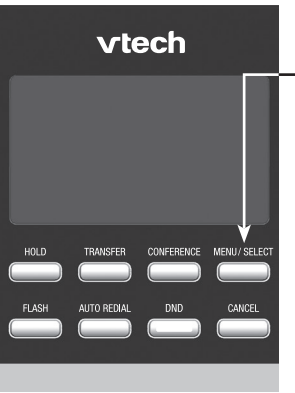 vtech
HOLD TRANSFER CONFERENCE MENU/ SELECT
FLASH AUTO REDIAL DND CANCEL